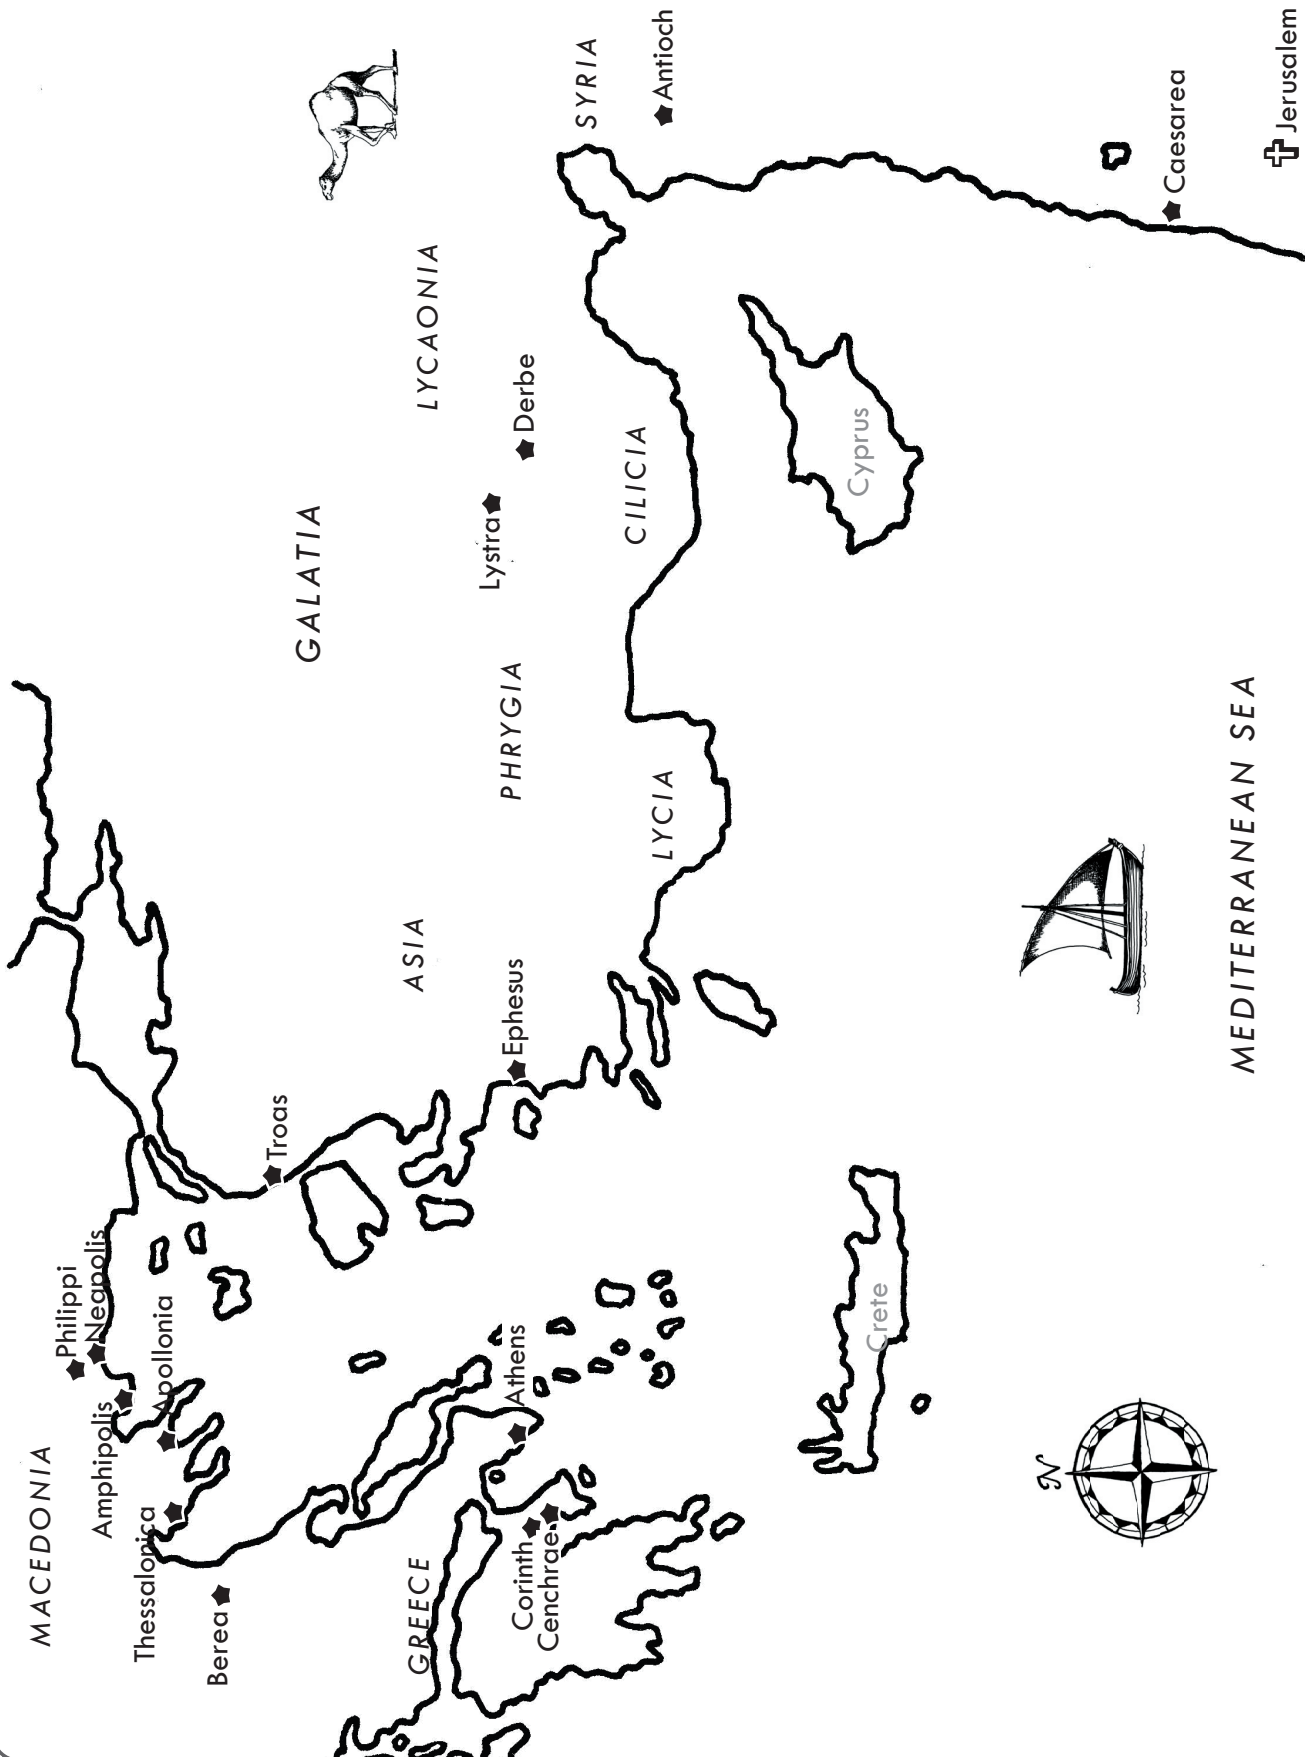 MACEDONIA
Philippi
Neapolis
Amphipolis
Apollonia
Thessalonica
Berea
Troas
GALATIA
LYCAONIA
ASIA
GREECE
Lystra
Derbe
PHRYGIA
Ephesus
Athens
Corinth
Cenchrae
SYRIA
Antioch
CILICIA
LYCIA
Cyprus
Crete
N
Caesarea
MEDITERRANEAN SEA
Jerusalem